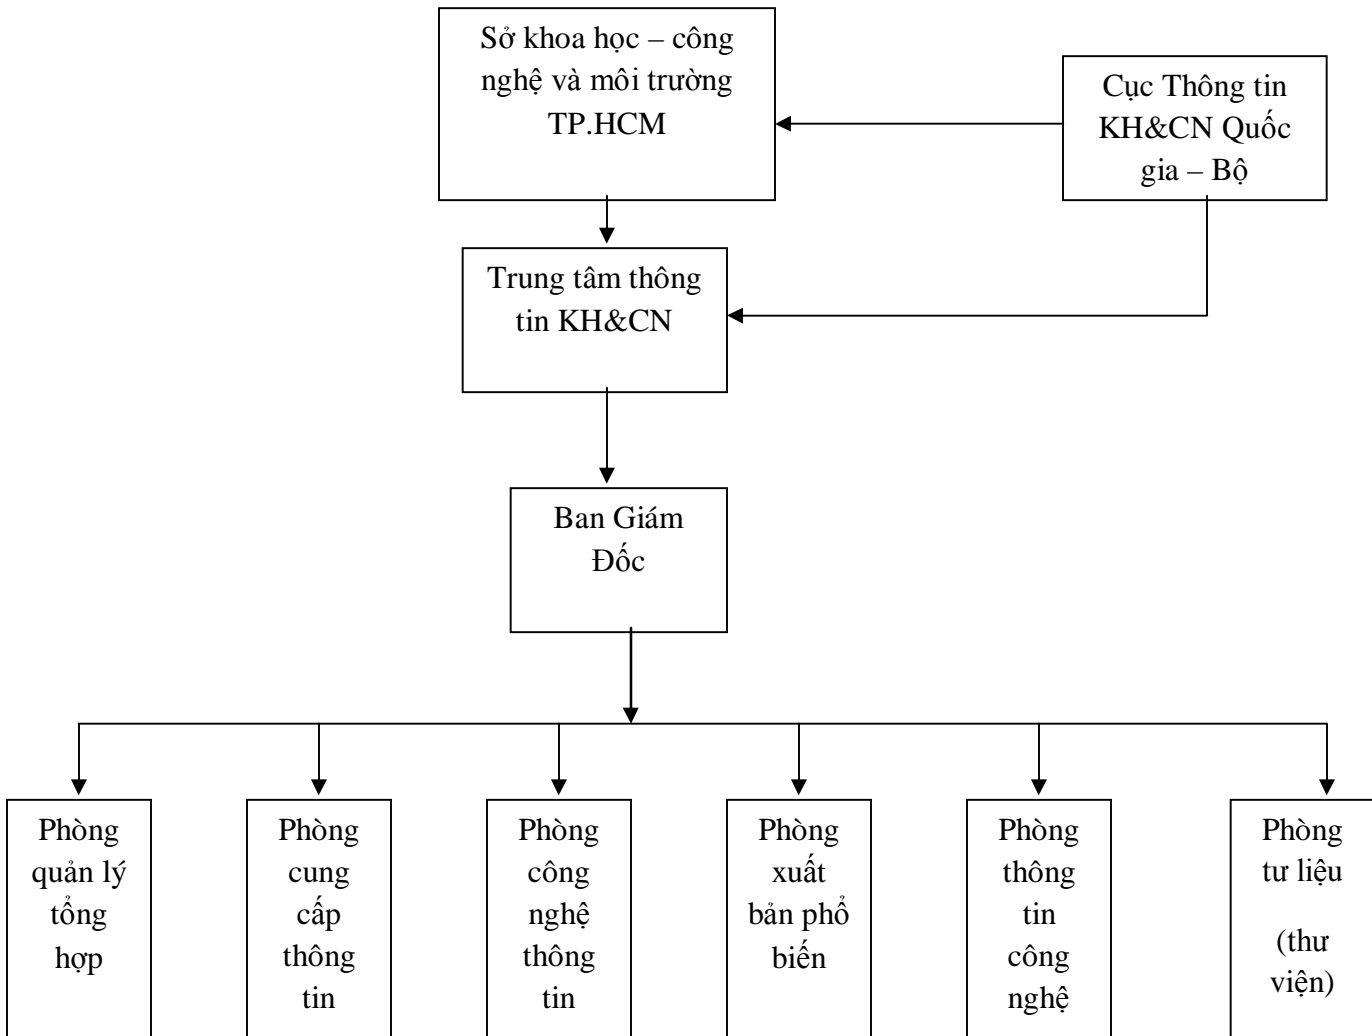 Sở khoa học – công
nghệ và môi trường
TP.HCM
Cục Thông tin
KH&CN Quốc
gia – Bộ
Trung tâm thông
tin KH&CN
Ban Giám
Đốc
Phòng
quản lý
tổng
hợp
Phòng
cung
cấp
thông
tin
Phòng
công
nghệ
thông
tin
Phòng
xuất
bản phổ
biến
Phòng
thông
tin
công
nghệ
Phòng
tư liệu
(thư
viện)